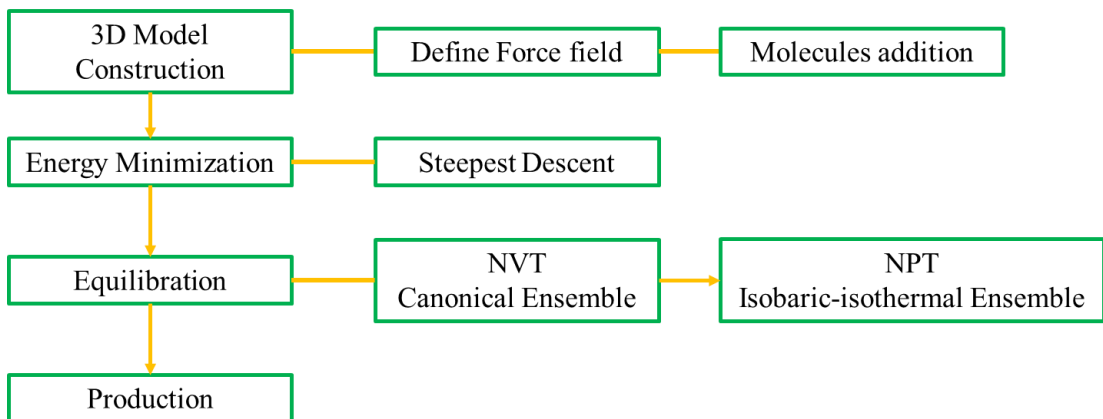 3D Model
Construction
Define Force field
Molecules addition
Energy Minimization
Steepest Descent
Equilibration
NVT
Canonical Ensemble
NPT
Isobaric-isothermal Ensemble
Production